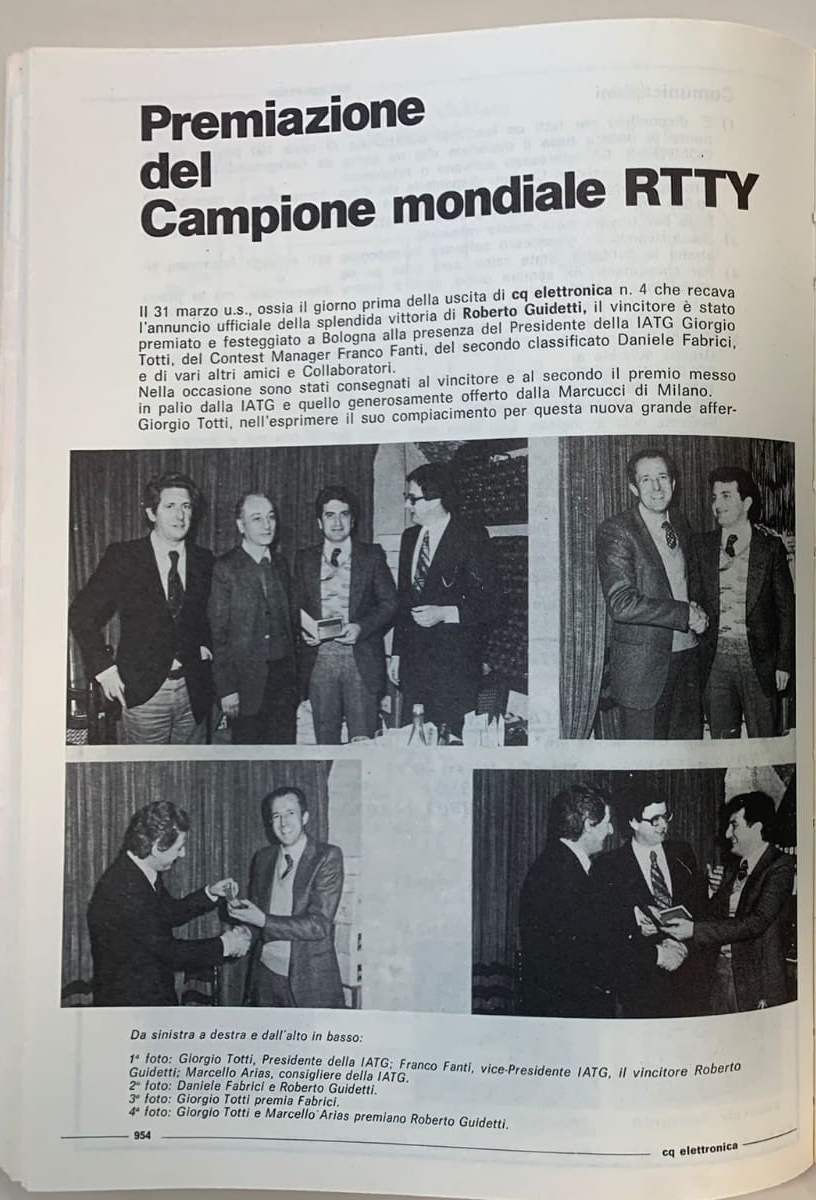 Premiazione
del
Campione mondiale RTTY
Il 31 marzo u.s., ossia il giorno prima della uscita di cq elettronica n. 4 che recava
l'annuncio ufficiale della splendida vittoria di Roberto Guidetti, il vincitore è stato
premiato e festeggiato a Bologna alla presenza del Presidente della IATG Giorgio
Totti, del Contest Manager Franco Fanti, del secondo classificato Daniele Fabrici,
e di vari altri amici e Collaboratori.
Nella occasione sono stati consegnati al vincitore e al secondo il premio messo
in palio dalla IATG e quello generosamente offerto dalla Marcucci di Milano.
Giorgio Totti, nell'esprimere il suo compiacimento per questa nuova grande affer-
Da sinistra a destra e dall'alto in basso:
1ª foto: Giorgio Totti, Presidente della IATG; Franco Fanti, vice-Presidente IATG, il vincitore Roberto
Guidetti; Marcello Arias, consigliere della IATG.
2ª foto: Daniele Fabrici e Roberto Guidetti.
3ª foto: Giorgio Totti premia Fabrici.
4ª foto: Giorgio Totti e Marcello Arias premiano Roberto Guidetti.
954
cq elettronica